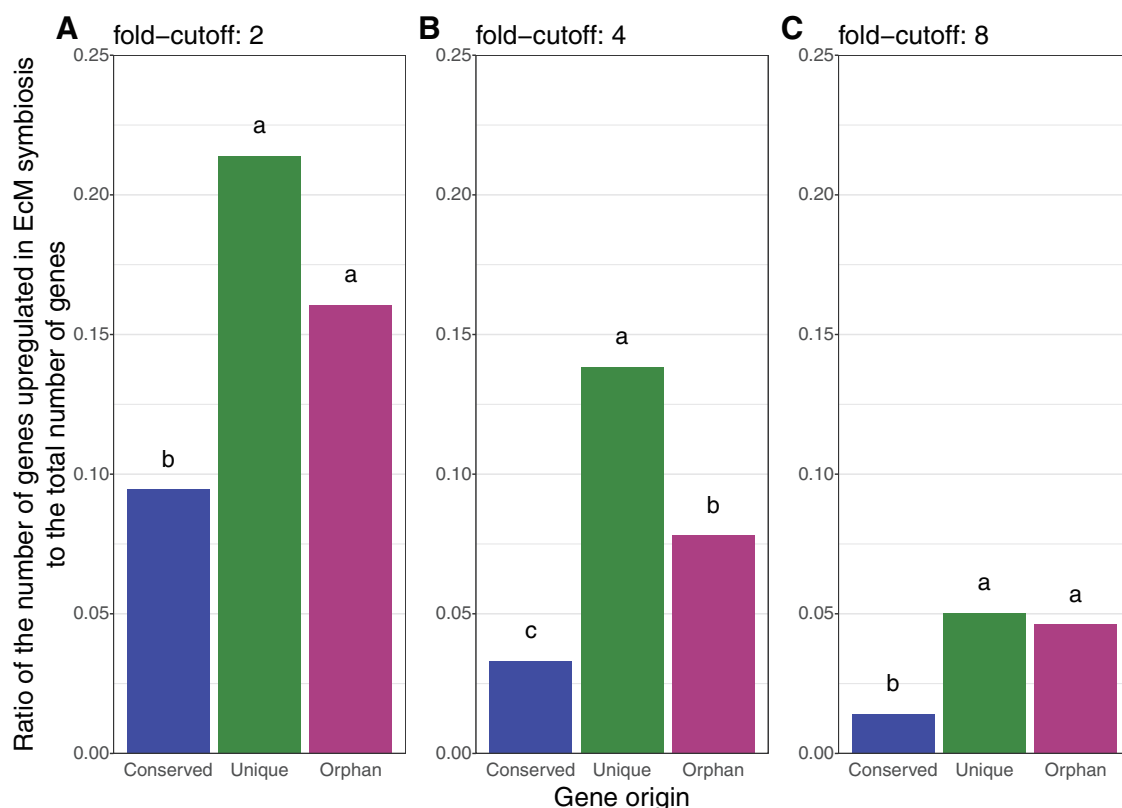 A fold−cutoff: 2
B fold−cutoff: 4
C fold−cutoff: 8
Ratio of the number of genes upregulated in EcM symbiosis
to the total number of genes
0.25
0.20
0.15
0.10
0.05
0.00
b
a
a
Conserved Unique Orphan
0.25
0.20
0.15
0.10
0.05
0.00
c
a
b
Conserved Unique Orphan
0.25
0.20
0.15
0.10
0.05
0.00
b
a
a
Conserved Unique Orphan
Gene origin